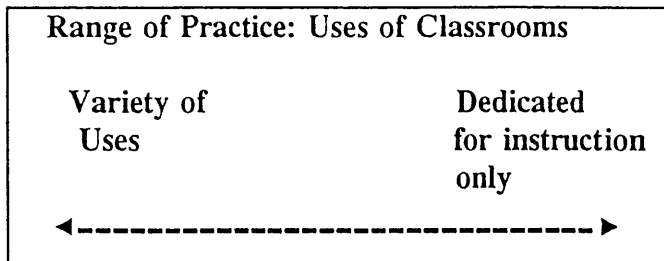 Range of Practice: Uses of Classrooms
Variety of
Uses
Dedicated
for instruction
only